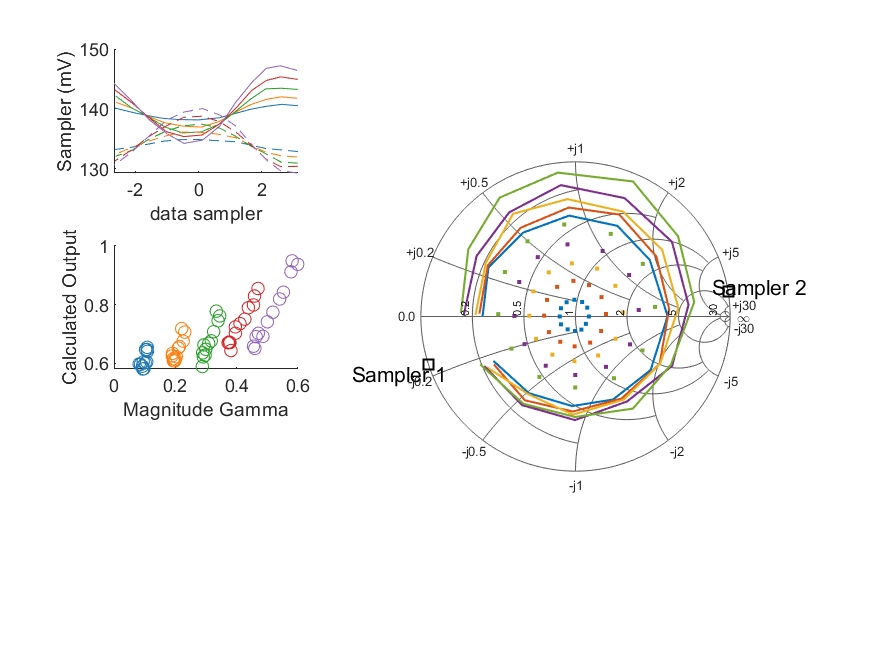 150
140
130
Sampler (mV)
-2 0 2
data sampler
1
0.8
0.6
Calculated Output
0 0.2 0.4 0.6
Magnitude Gamma
+j1
+j0.5 +j2
+j0.2 +j5
Sampler 2
+j30
0.0 0.2 0.5 1 2 5 30 ∞
-j30
Sampler 1
-j0.2 -j5
-j0.5 -j2
-j1